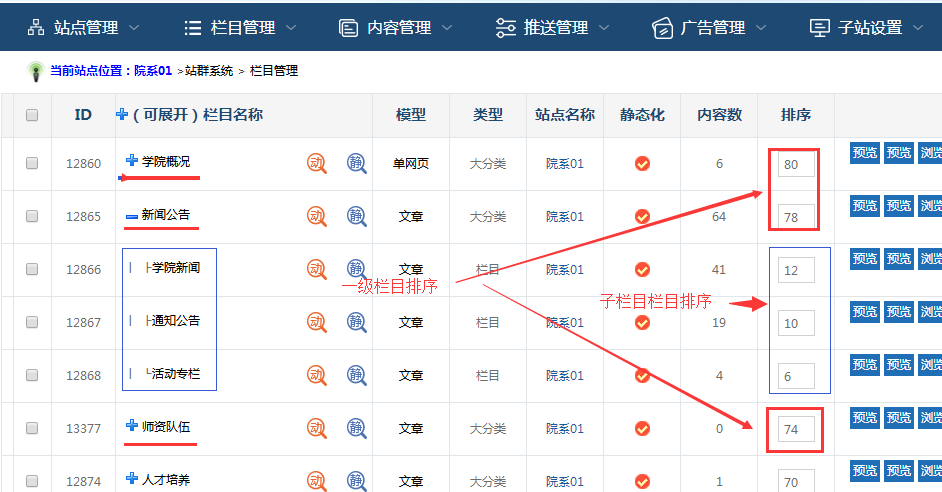 站点管理 栏目管理 内容管理 推送管理 广告管理 子站设置
当前站点位置：院系01 >站群系统 > 栏目管理
ID （可展开）栏目名称 模型 类型 站点名称 静态化 内容数 排序
12860 学院概况 动 静 单网页 大分类 院系01 6 80 预览 预览 浏览
12865 新闻公告 动 静 文章 大分类 院系01 64 78 预览 预览 浏览
12866 | ├学院新闻 动 静 文章 栏目 院系01 41 12 预览 预览 浏览
一级栏目排序
子栏目栏目排序
12867 | ├通知公告 动 静 文章 栏目 院系01 19 10 预览 预览 浏览
12868 | └活动专栏 动 静 文章 栏目 院系01 4 6 预览 预览 浏览
13377 师资队伍 动 静 文章 大分类 院系01 0 74 预览 预览 浏览
12874 人才培养 动 静 文章 大分类 院系01 1 70 预览 预览 浏览